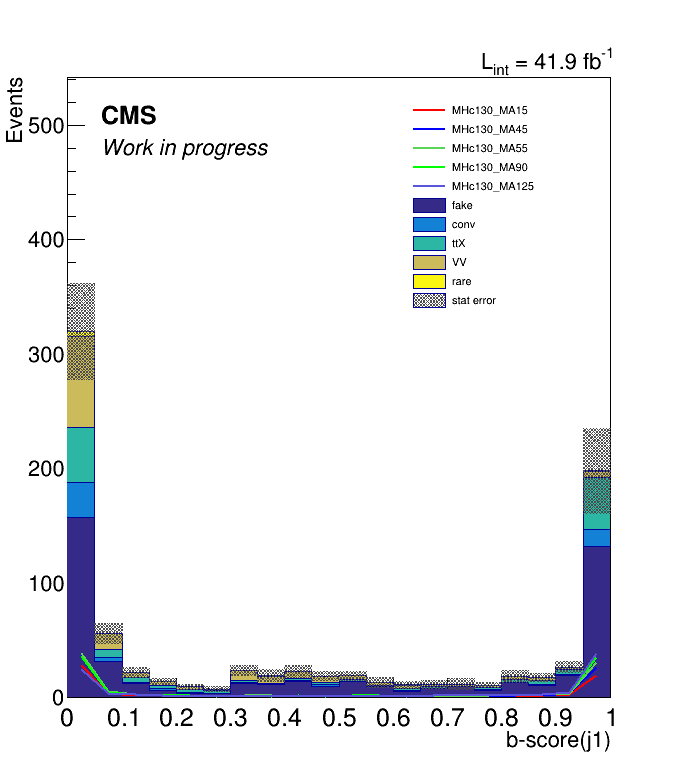 L_int = 41.9 fb^-1
Events
CMS
Work in progress
MHc130_MA15
MHc130_MA45
MHc130_MA55
MHc130_MA90
MHc130_MA125
fake
conv
ttX
VV
rare
stat error
500
400
300
200
100
0
0 0.1 0.2 0.3 0.4 0.5 0.6 0.7 0.8 0.9 1
b-score(j1)